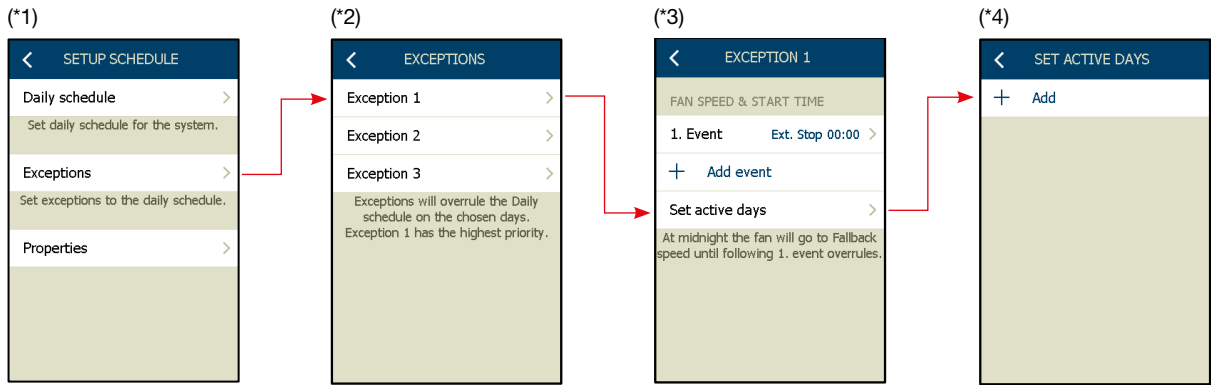 (*1)
SETUP SCHEDULE
Daily schedule
Set daily schedule for the system.
Exceptions
Set exceptions to the daily schedule.
Properties
(*2)
EXCEPTIONS
Exception 1
Exception 2
Exception 3
Exceptions will overrule the Daily
schedule on the chosen days.
Exception 1 has the highest priority.
(*3)
EXCEPTION 1
FAN SPEED & START TIME
1. Event Ext. Stop 00:00
+ Add event
Set active days
At midnight the fan will go to Fallback
speed until following 1. event overrules.
(*4)
SET ACTIVE DAYS
+ Add